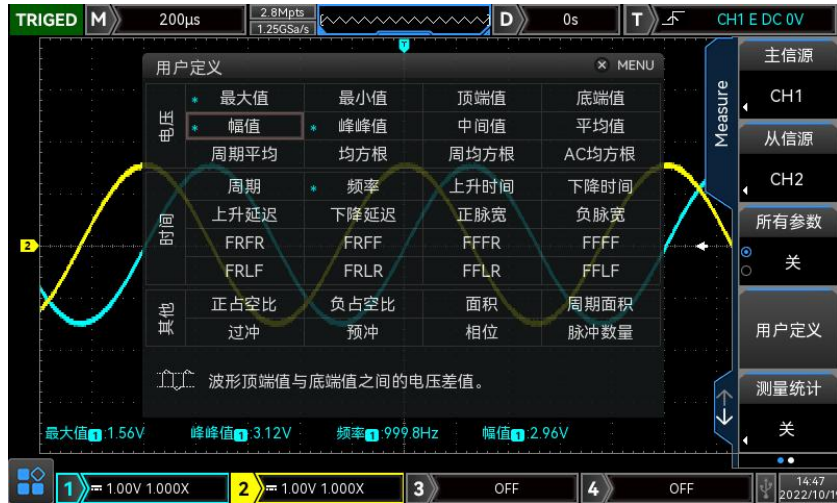 TRIGED M 200μs 2.8Mpts 1.25GSa/s D 0s T CH1 E DC 0V
用户定义 × MENU
电压
* 最大值 最小值 顶端值 底端值
* 幅值 * 峰峰值 中间值 平均值
周期平均 均方根 周均方根 AC均方根
时间
周期 * 频率 上升时间 下降时间
上升延迟 下降延迟 正脉宽 负脉宽
FRFR FRFF FFFR FFFF
FRLF FRLR FFLR FFLF
其他
正占空比 负占空比 面积 周期面积
过冲 预冲 相位 脉冲数量
波形顶端值与底端值之间的电压差值。
T
2
最大值1:1.56V 峰峰值1:3.12V 频率1:999.8Hz 幅值1:2.96V
Measure
主信源
CH1
从信源
CH2
所有参数
关
用户定义
测量统计
关
1 1.00V 1.000X 2 1.00V 1.000X 3 OFF 4 OFF
14:47
2022/10/1